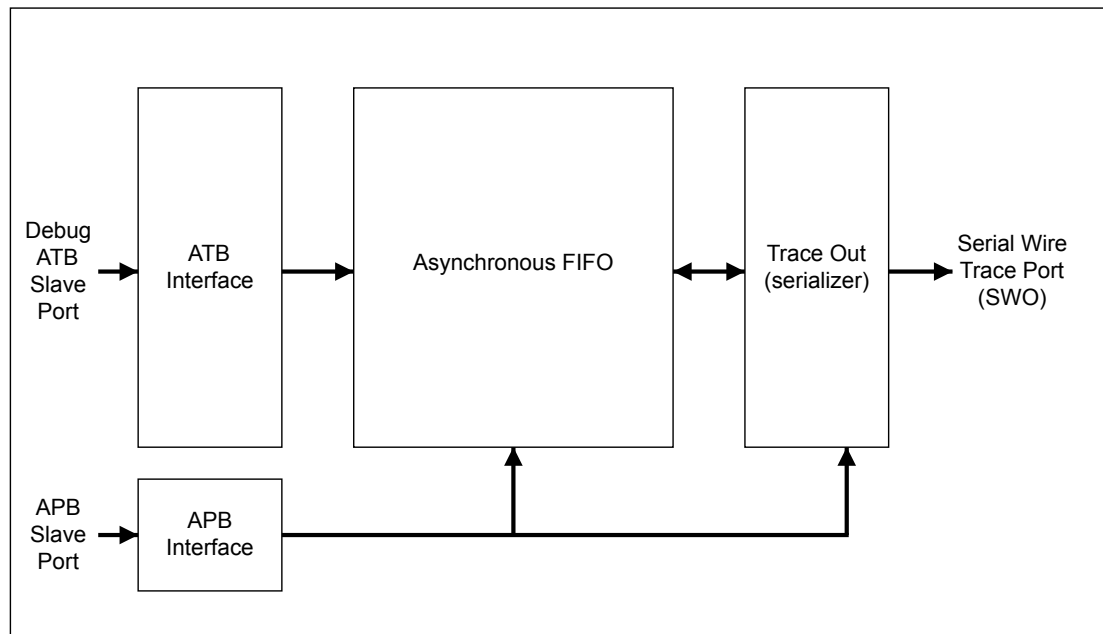 Debug
ATB
Slave
Port
ATB
Interface
Asynchronous FIFO
Trace Out
(serializer)
Serial Wire
Trace Port
(SWO)
APB
Slave
Port
APB
Interface